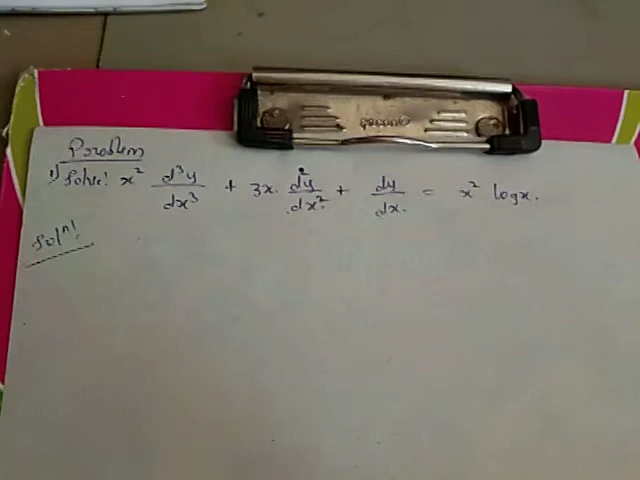 Problem
1) Solve! x² d³y/dx³ + 3x. d²y/dx² + dy/dx. = x² logx.
Solⁿ!